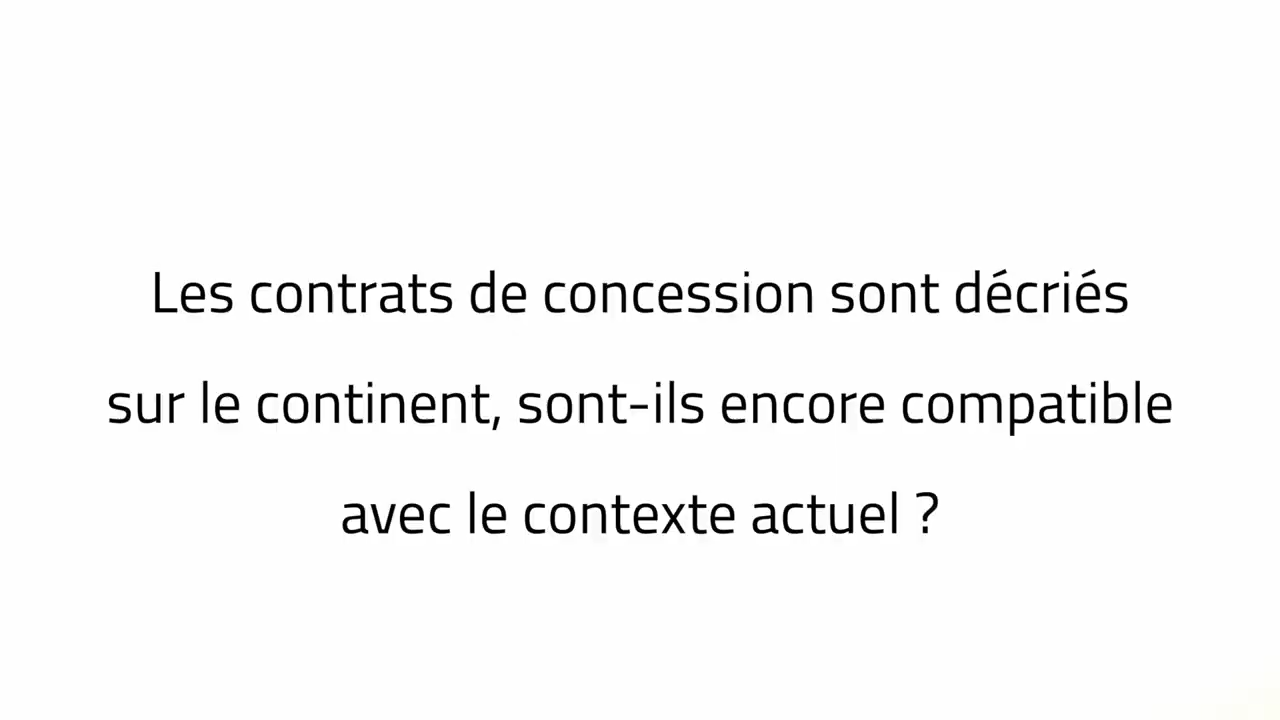 Les contrats de concession sont décriés
sur le continent, sont-ils encore compatible
avec le contexte actuel ?